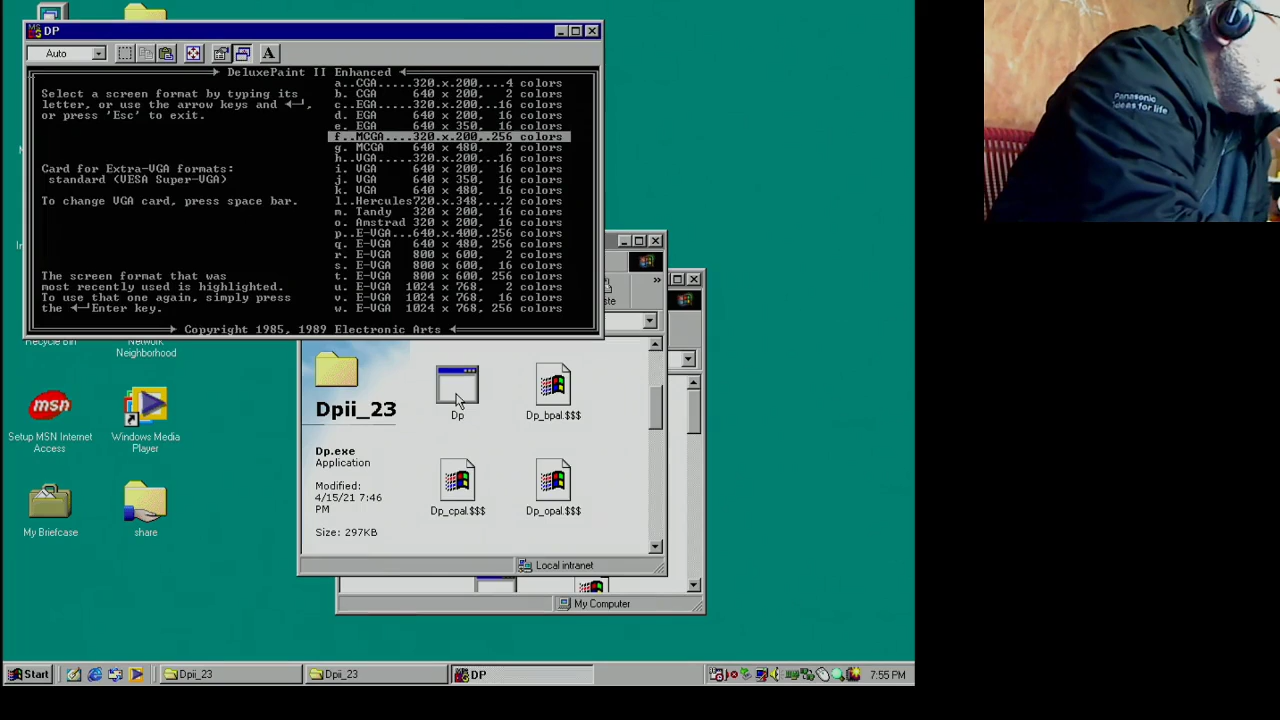 DP
Auto
A
DeluxePaint II Enhanced
Select a screen format by typing its
letter, or use the arrow keys and ◄┘,
or press 'Esc' to exit.
Card for Extra-VGA formats:
standard (VESA Super-VGA)
To change VGA card, press space bar.
The screen format that was
most recently used is highlighted.
To use that one again, simply press
the ◄┘Enter key.
a..CGA.....320.x.200,...4 colors
b. CGA 640 x 200, 2 colors
c..EGA.....320.x.200,..16 colors
d. EGA 640 x 200, 16 colors
e. EGA 640 x 350, 16 colors
f..MCGA....320.x.200,.256 colors
g. MCGA 640 x 480, 2 colors
h..VGA.....320.x.200,..16 colors
i. VGA 640 x 200, 16 colors
j. VGA 640 x 350, 16 colors
k. VGA 640 x 480, 16 colors
l..Hercules720.x.348,...2 colors
m. Tandy 320 x 200, 16 colors
o. Amstrad 320 x 200, 16 colors
p..E-VGA...640.x.400,.256 colors
q. E-VGA 640 x 480, 256 colors
r. E-VGA 800 x 600, 2 colors
s. E-VGA 800 x 600, 16 colors
t. E-VGA 800 x 600, 256 colors
u. E-VGA 1024 x 768, 2 colors
v. E-VGA 1024 x 768, 16 colors
w. E-VGA 1024 x 768, 256 colors
Copyright 1985, 1989 Electronic Arts
Panasonic
ideas for life
Recycle Bin
Network
Neighborhood
msn
Setup MSN Internet
Access
Windows Media
Player
My Briefcase
share
Dpii_23
Dp.exe
Application
Modified:
4/15/21 7:46
PM
Size: 297KB
Dp
Dp_bpal.$$$
Dp_cpal.$$$
Dp_opal.$$$
Local intranet
My Computer
Start
Dpii_23
Dpii_23
DP
7:55 PM